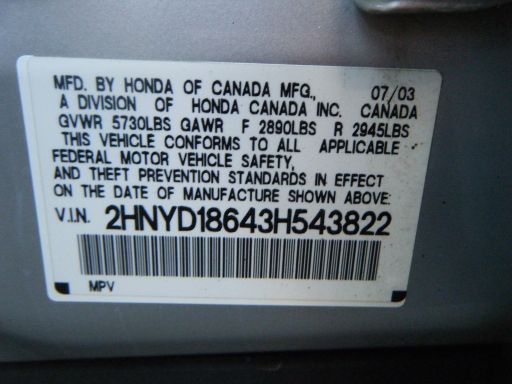 MFD. BY HONDA OF CANADA MFG., 07/03
A DIVISION OF HONDA CANADA INC. CANADA
GVWR 5730LBS GAWR F 2890LBS R 2945LBS
THIS VEHICLE CONFORMS TO ALL APPLICABLE
FEDERAL MOTOR VEHICLE SAFETY,
AND THEFT PREVENTION STANDARDS IN EFFECT
ON THE DATE OF MANUFACTURE SHOWN ABOVE:
V.I.N. 2HNYD18643H543822
MPV